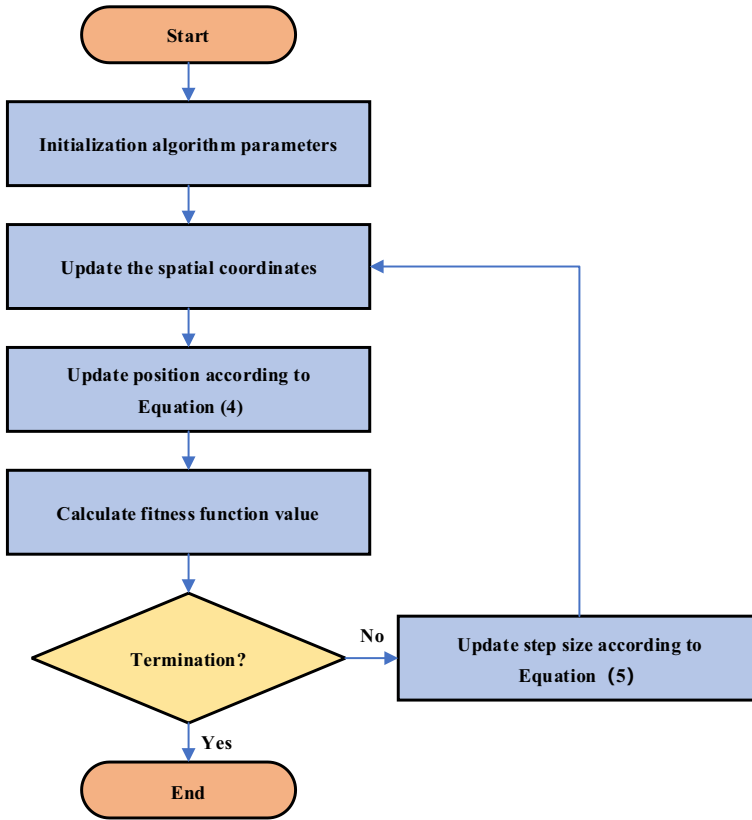 Start
Initialization algorithm parameters
Update the spatial coordinates
Update position according to
Equation (4)
Calculate fitness function value
Termination?
No
Update step size according to
Equation（5）
Yes
End